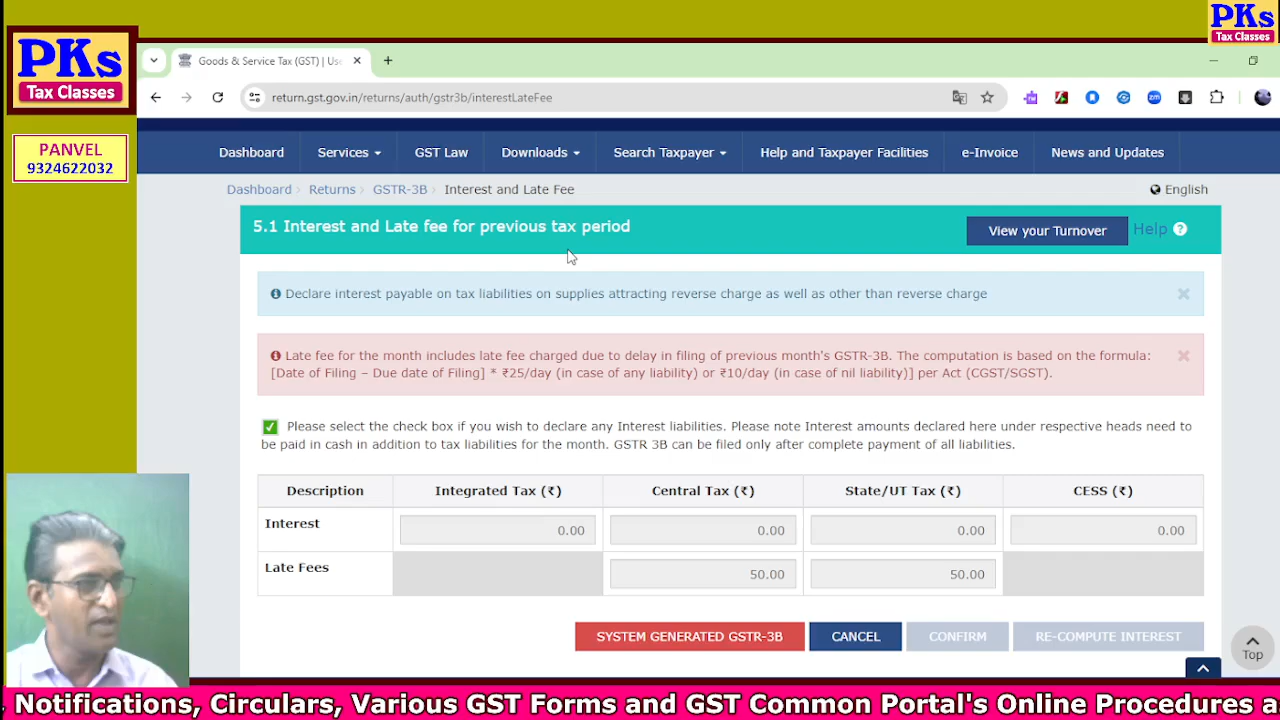 PKs
Tax Classes
PKs
Tax Classes
PANVEL
9324622032
Goods & Service Tax (GST) | Use
return.gst.gov.in/returns/auth/gstr3b/interestLateFee
Dashboard Services GST Law Downloads Search Taxpayer Help and Taxpayer Facilities e-Invoice News and Updates
Dashboard › Returns › GSTR-3B › Interest and Late Fee English
5.1 Interest and Late fee for previous tax period View your Turnover Help ?
Declare interest payable on tax liabilities on supplies attracting reverse charge as well as other than reverse charge
Late fee for the month includes late fee charged due to delay in filing of previous month's GSTR-3B. The computation is based on the formula:
[Date of Filing – Due date of Filing] * ₹25/day (in case of any liability) or ₹10/day (in case of nil liability)] per Act (CGST/SGST).
Please select the check box if you wish to declare any Interest liabilities. Please note Interest amounts declared here under respective heads need to
be paid in cash in addition to tax liabilities for the month. GSTR 3B can be filed only after complete payment of all liabilities.
Description Integrated Tax (₹) Central Tax (₹) State/UT Tax (₹) CESS (₹)
Interest 0.00 0.00 0.00 0.00
Late Fees 50.00 50.00
SYSTEM GENERATED GSTR-3B CANCEL CONFIRM RE-COMPUTE INTEREST
Top
, Notifications, Circulars, Various GST Forms and GST Common Portal's Online Procedures a